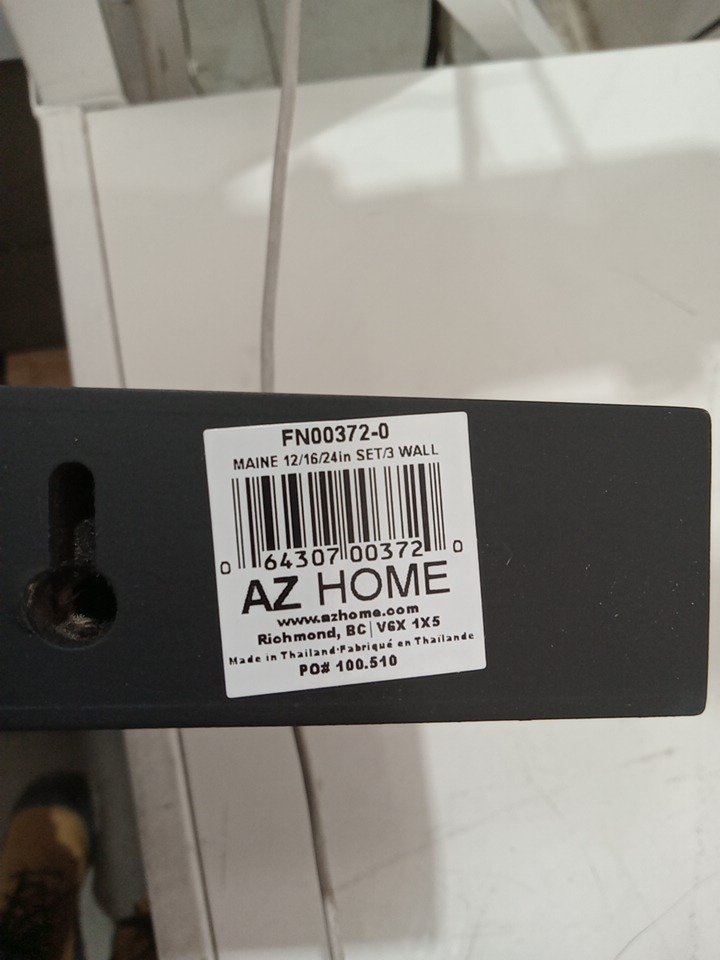 FN00372-0
MAINE 12/16/24in SET/3 WALL
0 64307 00372 0
AZ HOME
www.azhome.com
Richmond, BC | V6X 1X5
Made in Thailand·Fabriqué en Thailande
PO# 100.510